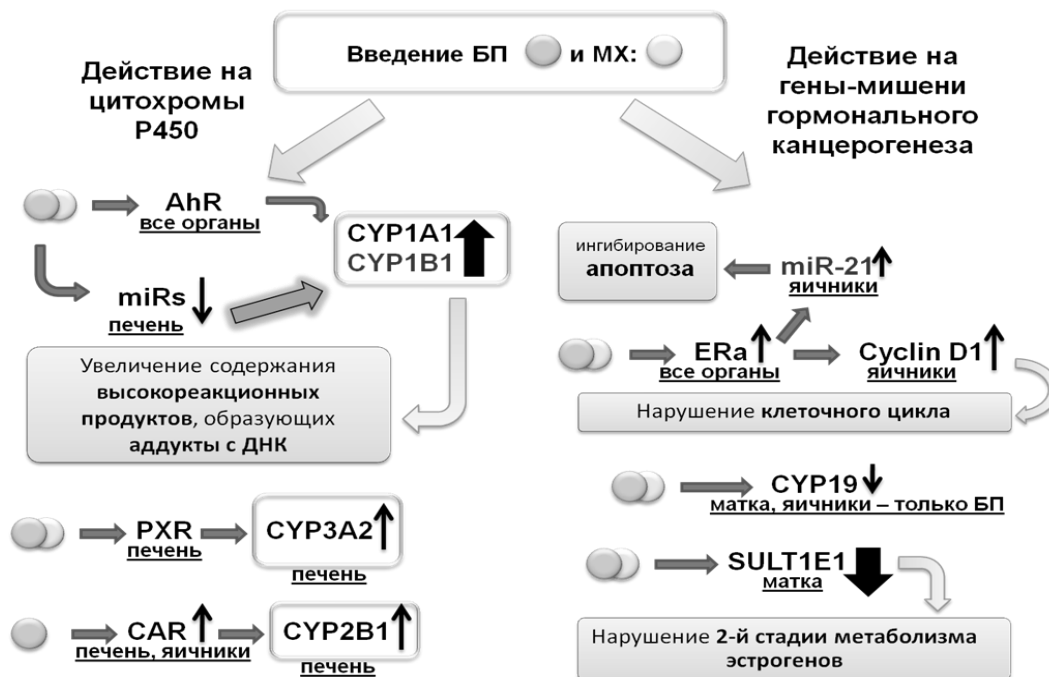 Введение БП и МХ:
Действие на
цитохромы
Р450
Действие на
гены-мишени
гормонального
канцерогенеза
AhR
все органы
CYP1A1
CYP1B1
miRs
печень
Увеличение содержания
высокореакционных
продуктов, образующих
аддукты с ДНК
PXR
печень
CYP3A2
печень
CAR
печень, яичники
CYP2B1
печень
ингибирование
апоптоза
miR-21
яичники
ERa
все органы
Cyclin D1
яичники
Нарушение клеточного цикла
CYP19
матка, яичники – только БП
SULT1E1
матка
Нарушение 2-й стадии метаболизма
эстрогенов